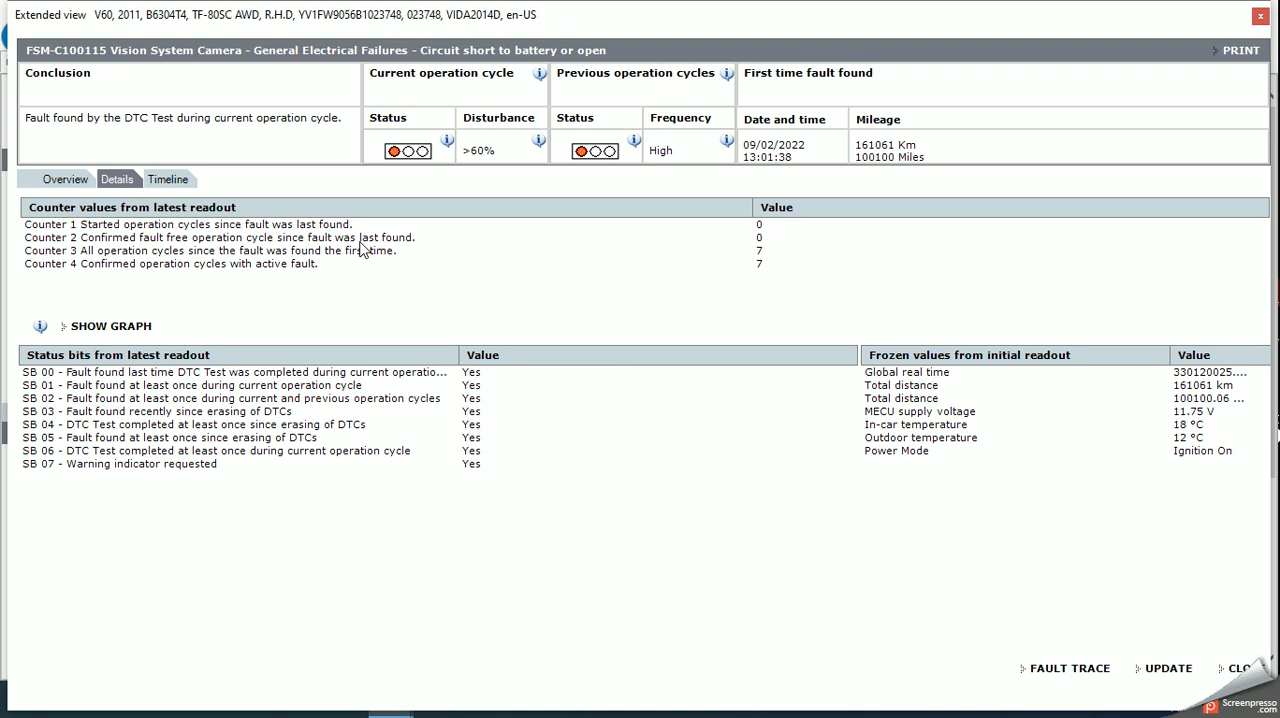 Extended view V60, 2011, B6304T4, TF-80SC AWD, R.H.D, YV1FW9056B1023748, 023748, VIDA2014D, en-US
x
FSM-C100115 Vision System Camera - General Electrical Failures - Circuit short to battery or open
PRINT
Conclusion
Current operation cycle
Previous operation cycles
First time fault found
Fault found by the DTC Test during current operation cycle.
Status
Disturbance
Status
Frequency
Date and time
Mileage
>60%
High
09/02/2022
13:01:38
161061 Km
100100 Miles
Overview
Details
Timeline
Counter values from latest readout
Value
Counter 1 Started operation cycles since fault was last found.
0
Counter 2 Confirmed fault free operation cycle since fault was last found.
0
Counter 3 All operation cycles since the fault was found the first time.
7
Counter 4 Confirmed operation cycles with active fault.
7
SHOW GRAPH
Status bits from latest readout
Value
SB 00 - Fault found last time DTC Test was completed during current operatio...
Yes
SB 01 - Fault found at least once during current operation cycle
Yes
SB 02 - Fault found at least once during current and previous operation cycles
Yes
SB 03 - Fault found recently since erasing of DTCs
Yes
SB 04 - DTC Test completed at least once since erasing of DTCs
Yes
SB 05 - Fault found at least once since erasing of DTCs
Yes
SB 06 - DTC Test completed at least once during current operation cycle
Yes
SB 07 - Warning indicator requested
Yes
Frozen values from initial readout
Value
Global real time
330120025....
Total distance
161061 km
Total distance
100100.06 ...
MECU supply voltage
11.75 V
In-car temperature
18 °C
Outdoor temperature
12 °C
Power Mode
Ignition On
FAULT TRACE
UPDATE
Screenpresso
.com